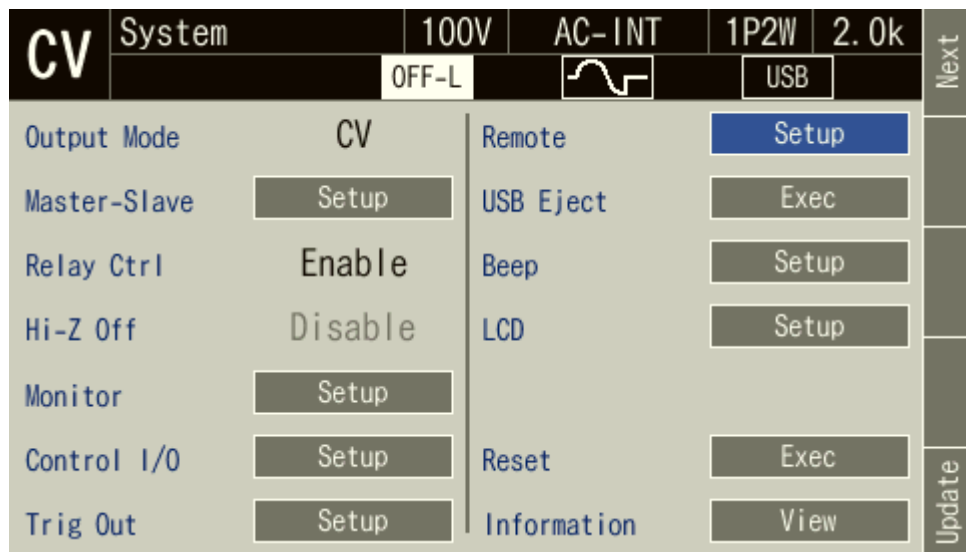 CV System 100V AC-INT 1P2W 2.0k
OFF-L USB
Next
Output Mode CV
Master-Slave Setup
Relay Ctrl Enable
Hi-Z Off Disable
Monitor Setup
Control I/O Setup
Trig Out Setup
Remote Setup
USB Eject Exec
Beep Setup
LCD Setup
Reset Exec
Information View
Update